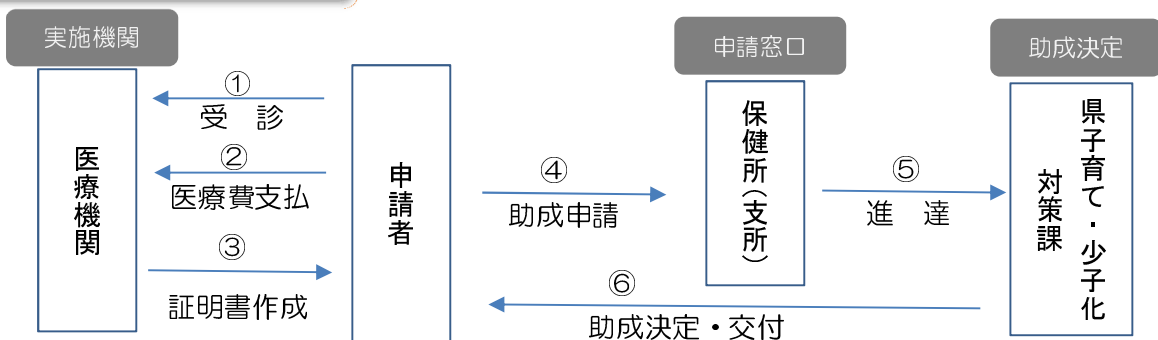 実施機関
申請窓口
助成決定
医療機関
①
受　診
②
医療費支払
③
証明書作成
申請者
④
助成申請
保健所(支所)
⑤
進　達
県子育て・少子化
対策課
⑥
助成決定・交付